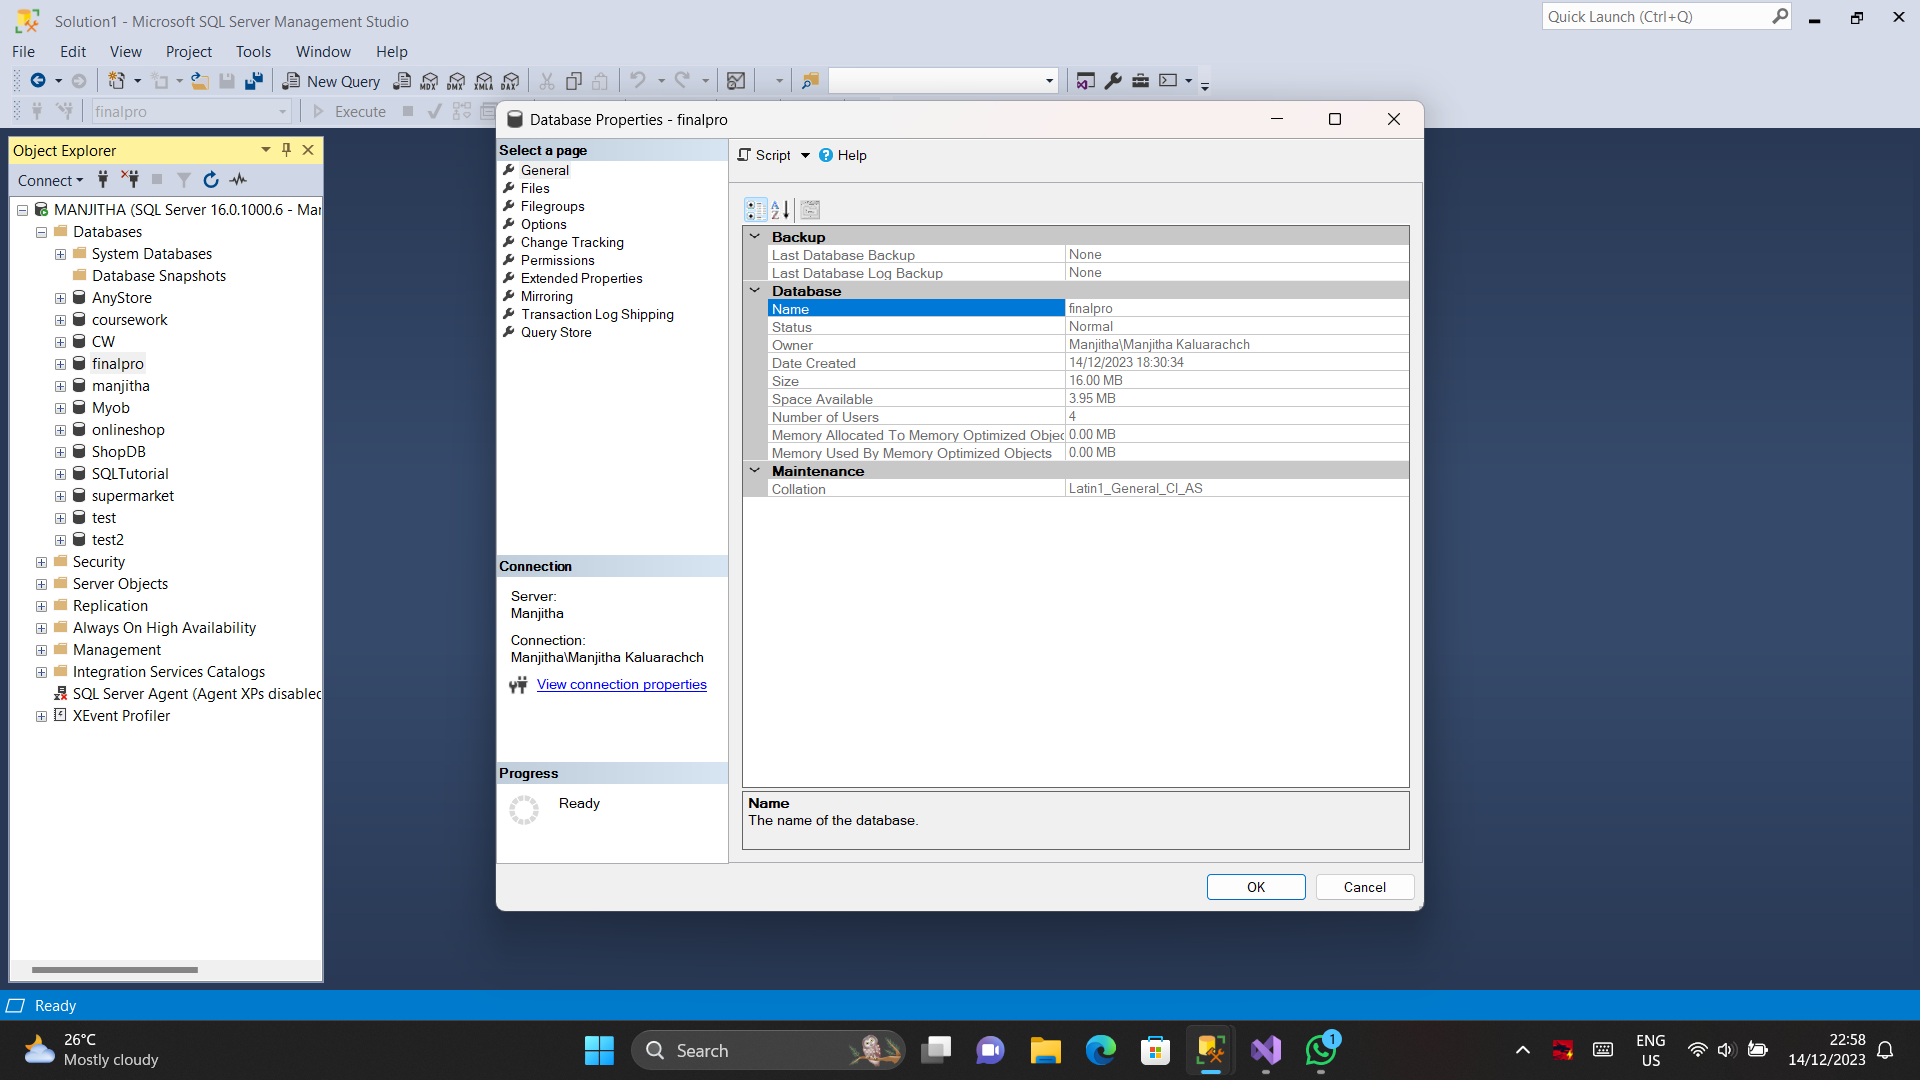 Solution1 - Microsoft SQL Server Management Studio
Quick Launch (Ctrl+Q)
File Edit View Project Tools Window Help
New Query MDX DMX XMLA DAX
finalpro Execute
Object Explorer
Connect
MANJITHA (SQL Server 16.0.1000.6 - Mar
Databases
System Databases
Database Snapshots
AnyStore
coursework
CW
finalpro
manjitha
Myob
onlineshop
ShopDB
SQLTutorial
supermarket
test
test2
Security
Server Objects
Replication
Always On High Availability
Management
Integration Services Catalogs
SQL Server Agent (Agent XPs disabled
XEvent Profiler
Database Properties - finalpro
Select a page
General
Files
Filegroups
Options
Change Tracking
Permissions
Extended Properties
Mirroring
Transaction Log Shipping
Query Store
Connection
Server:
Manjitha
Connection:
Manjitha\Manjitha Kaluarachch
View connection properties
Progress
Ready
Script Help
Backup
Last Database Backup None
Last Database Log Backup None
Database
Name finalpro
Status Normal
Owner Manjitha\Manjitha Kaluarachch
Date Created 14/12/2023 18:30:34
Size 16.00 MB
Space Available 3.95 MB
Number of Users 4
Memory Allocated To Memory Optimized Objec 0.00 MB
Memory Used By Memory Optimized Objects 0.00 MB
Maintenance
Collation Latin1_General_CI_AS
Name
The name of the database.
OK Cancel
Ready
26°C
Mostly cloudy
Search
1
ENG
US
22:58
14/12/2023